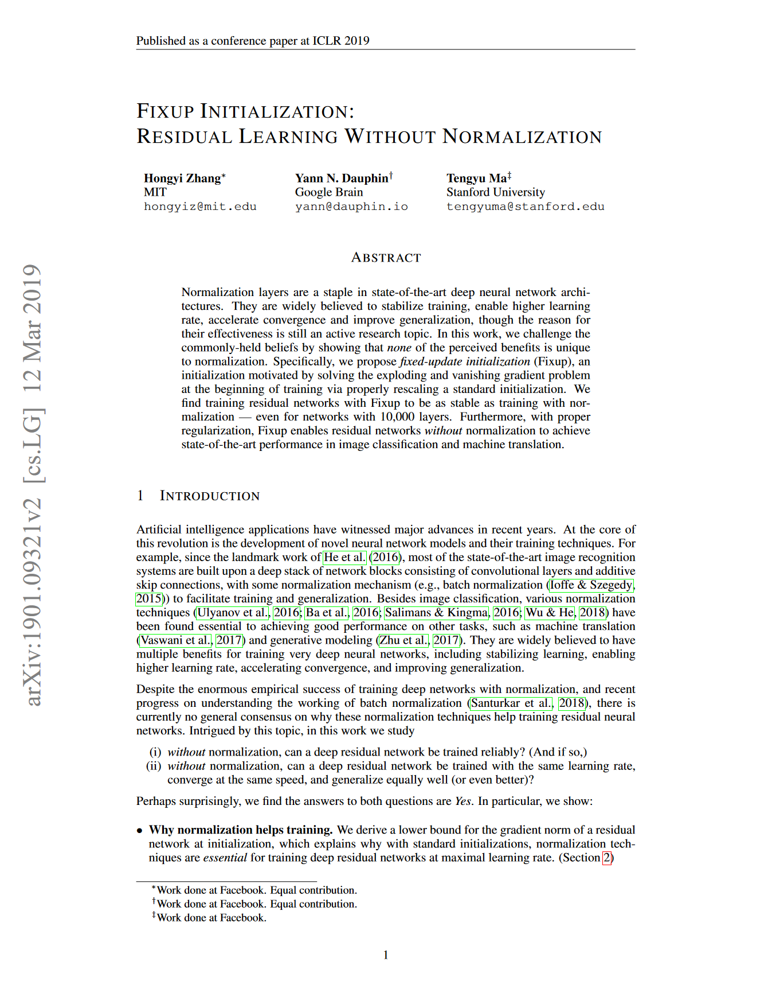 Published as a conference paper at ICLR 2019
FIXUP INITIALIZATION:
RESIDUAL LEARNING WITHOUT NORMALIZATION
Hongyi Zhang* Yann N. Dauphin† Tengyu Ma‡
MIT Google Brain Stanford University
hongyiz@mit.edu yann@dauphin.io tengyuma@stanford.edu
ABSTRACT
Normalization layers are a staple in state-of-the-art deep neural network archi-
tectures. They are widely believed to stabilize training, enable higher learning
rate, accelerate convergence and improve generalization, though the reason for
their effectiveness is still an active research topic. In this work, we challenge the
commonly-held beliefs by showing that none of the perceived benefits is unique
to normalization. Specifically, we propose fixed-update initialization (Fixup), an
initialization motivated by solving the exploding and vanishing gradient problem
at the beginning of training via properly rescaling a standard initialization. We
find training residual networks with Fixup to be as stable as training with nor-
malization — even for networks with 10,000 layers. Furthermore, with proper
regularization, Fixup enables residual networks without normalization to achieve
state-of-the-art performance in image classification and machine translation.
1 INTRODUCTION
Artificial intelligence applications have witnessed major advances in recent years. At the core of
this revolution is the development of novel neural network models and their training techniques. For
example, since the landmark work of He et al. (2016), most of the state-of-the-art image recognition
systems are built upon a deep stack of network blocks consisting of convolutional layers and additive
skip connections, with some normalization mechanism (e.g., batch normalization (Ioffe & Szegedy,
2015)) to facilitate training and generalization. Besides image classification, various normalization
techniques (Ulyanov et al., 2016; Ba et al., 2016; Salimans & Kingma, 2016; Wu & He, 2018) have
been found essential to achieving good performance on other tasks, such as machine translation
(Vaswani et al., 2017) and generative modeling (Zhu et al., 2017). They are widely believed to have
multiple benefits for training very deep neural networks, including stabilizing learning, enabling
higher learning rate, accelerating convergence, and improving generalization.
Despite the enormous empirical success of training deep networks with normalization, and recent
progress on understanding the working of batch normalization (Santurkar et al., 2018), there is
currently no general consensus on why these normalization techniques help training residual neural
networks. Intrigued by this topic, in this work we study
(i) without normalization, can a deep residual network be trained reliably? (And if so,)
(ii) without normalization, can a deep residual network be trained with the same learning rate,
converge at the same speed, and generalize equally well (or even better)?
Perhaps surprisingly, we find the answers to both questions are Yes. In particular, we show:
• Why normalization helps training. We derive a lower bound for the gradient norm of a residual
network at initialization, which explains why with standard initializations, normalization tech-
niques are essential for training deep residual networks at maximal learning rate. (Section 2)
*Work done at Facebook. Equal contribution.
†Work done at Facebook. Equal contribution.
‡Work done at Facebook.
1
arXiv:1901.09321v2 [cs.LG] 12 Mar 2019